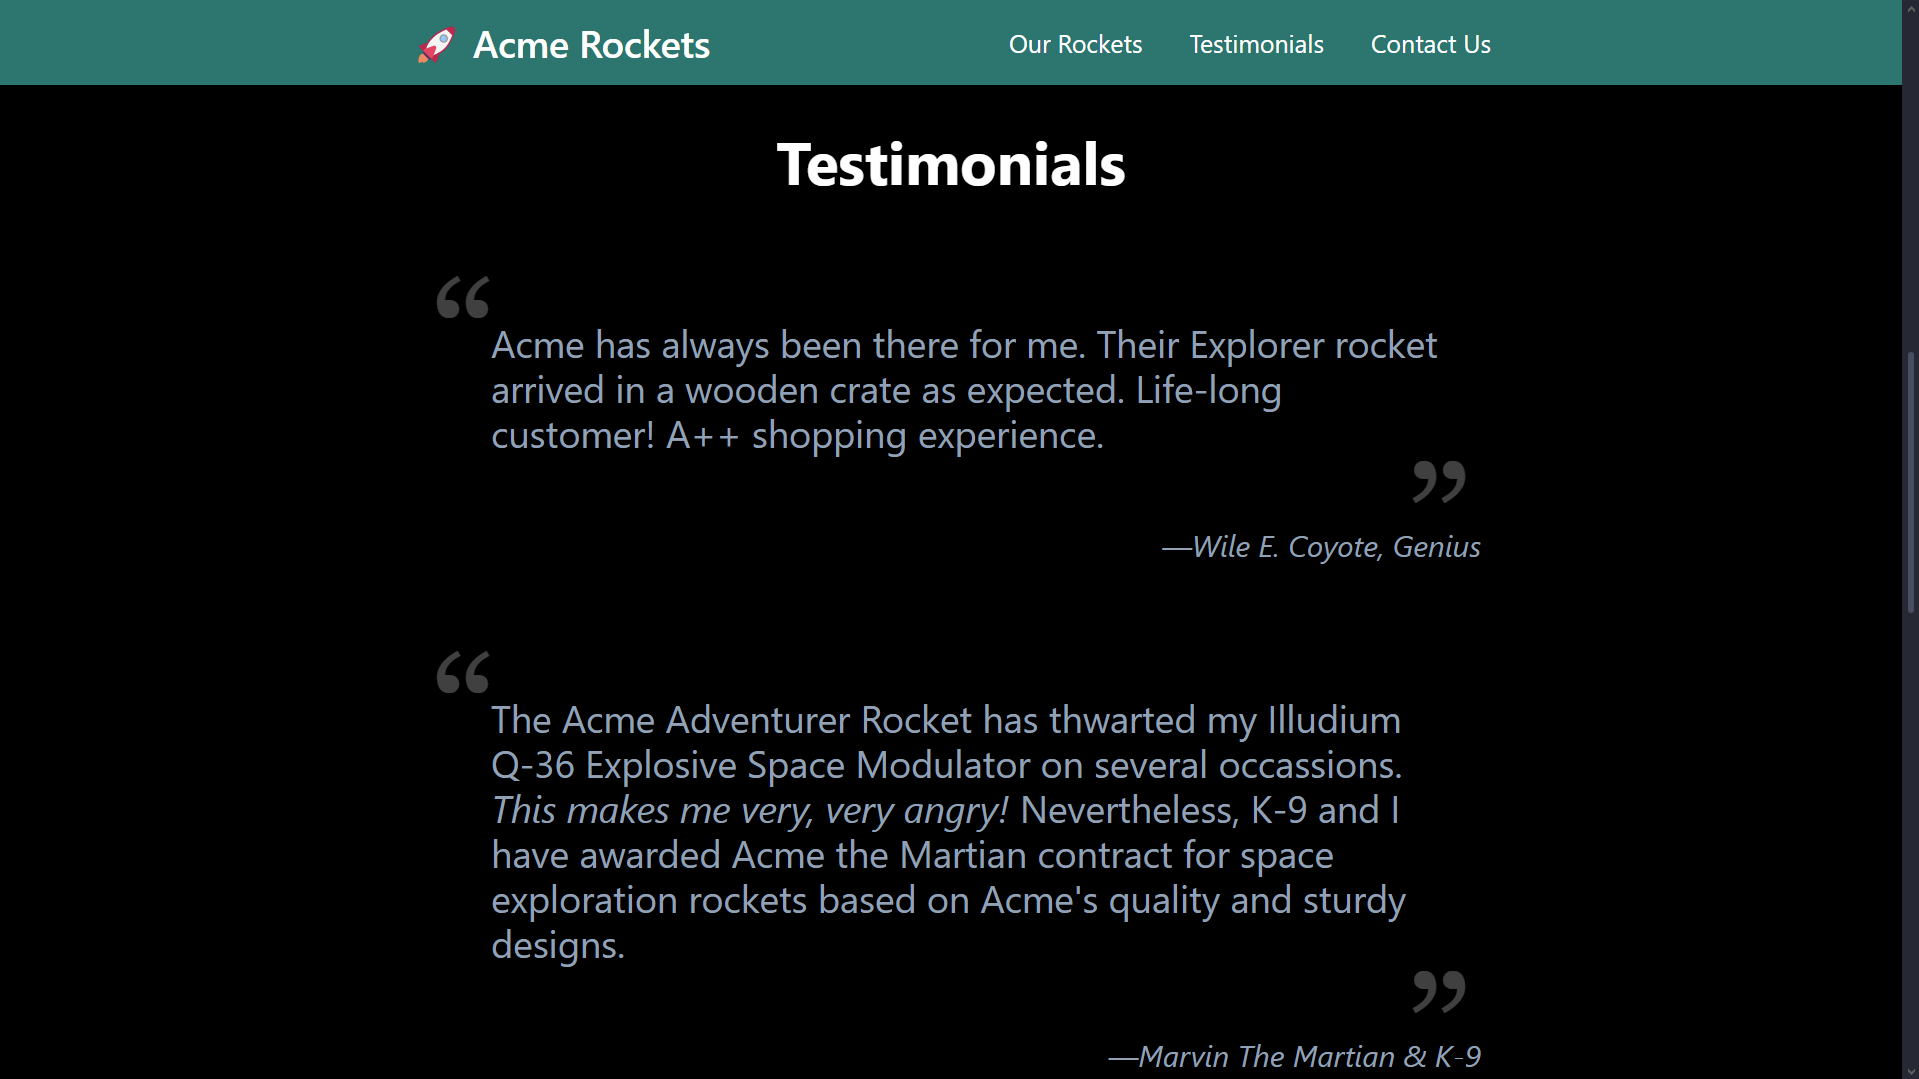 Acme Rockets
Our Rockets Testimonials Contact Us
Testimonials
“
Acme has always been there for me. Their Explorer rocket
arrived in a wooden crate as expected. Life-long
customer! A++ shopping experience.
”
—Wile E. Coyote, Genius
“
The Acme Adventurer Rocket has thwarted my Illudium
Q-36 Explosive Space Modulator on several occassions.
This makes me very, very angry! Nevertheless, K-9 and I
have awarded Acme the Martian contract for space
exploration rockets based on Acme's quality and sturdy
designs.
”
—Marvin The Martian & K-9